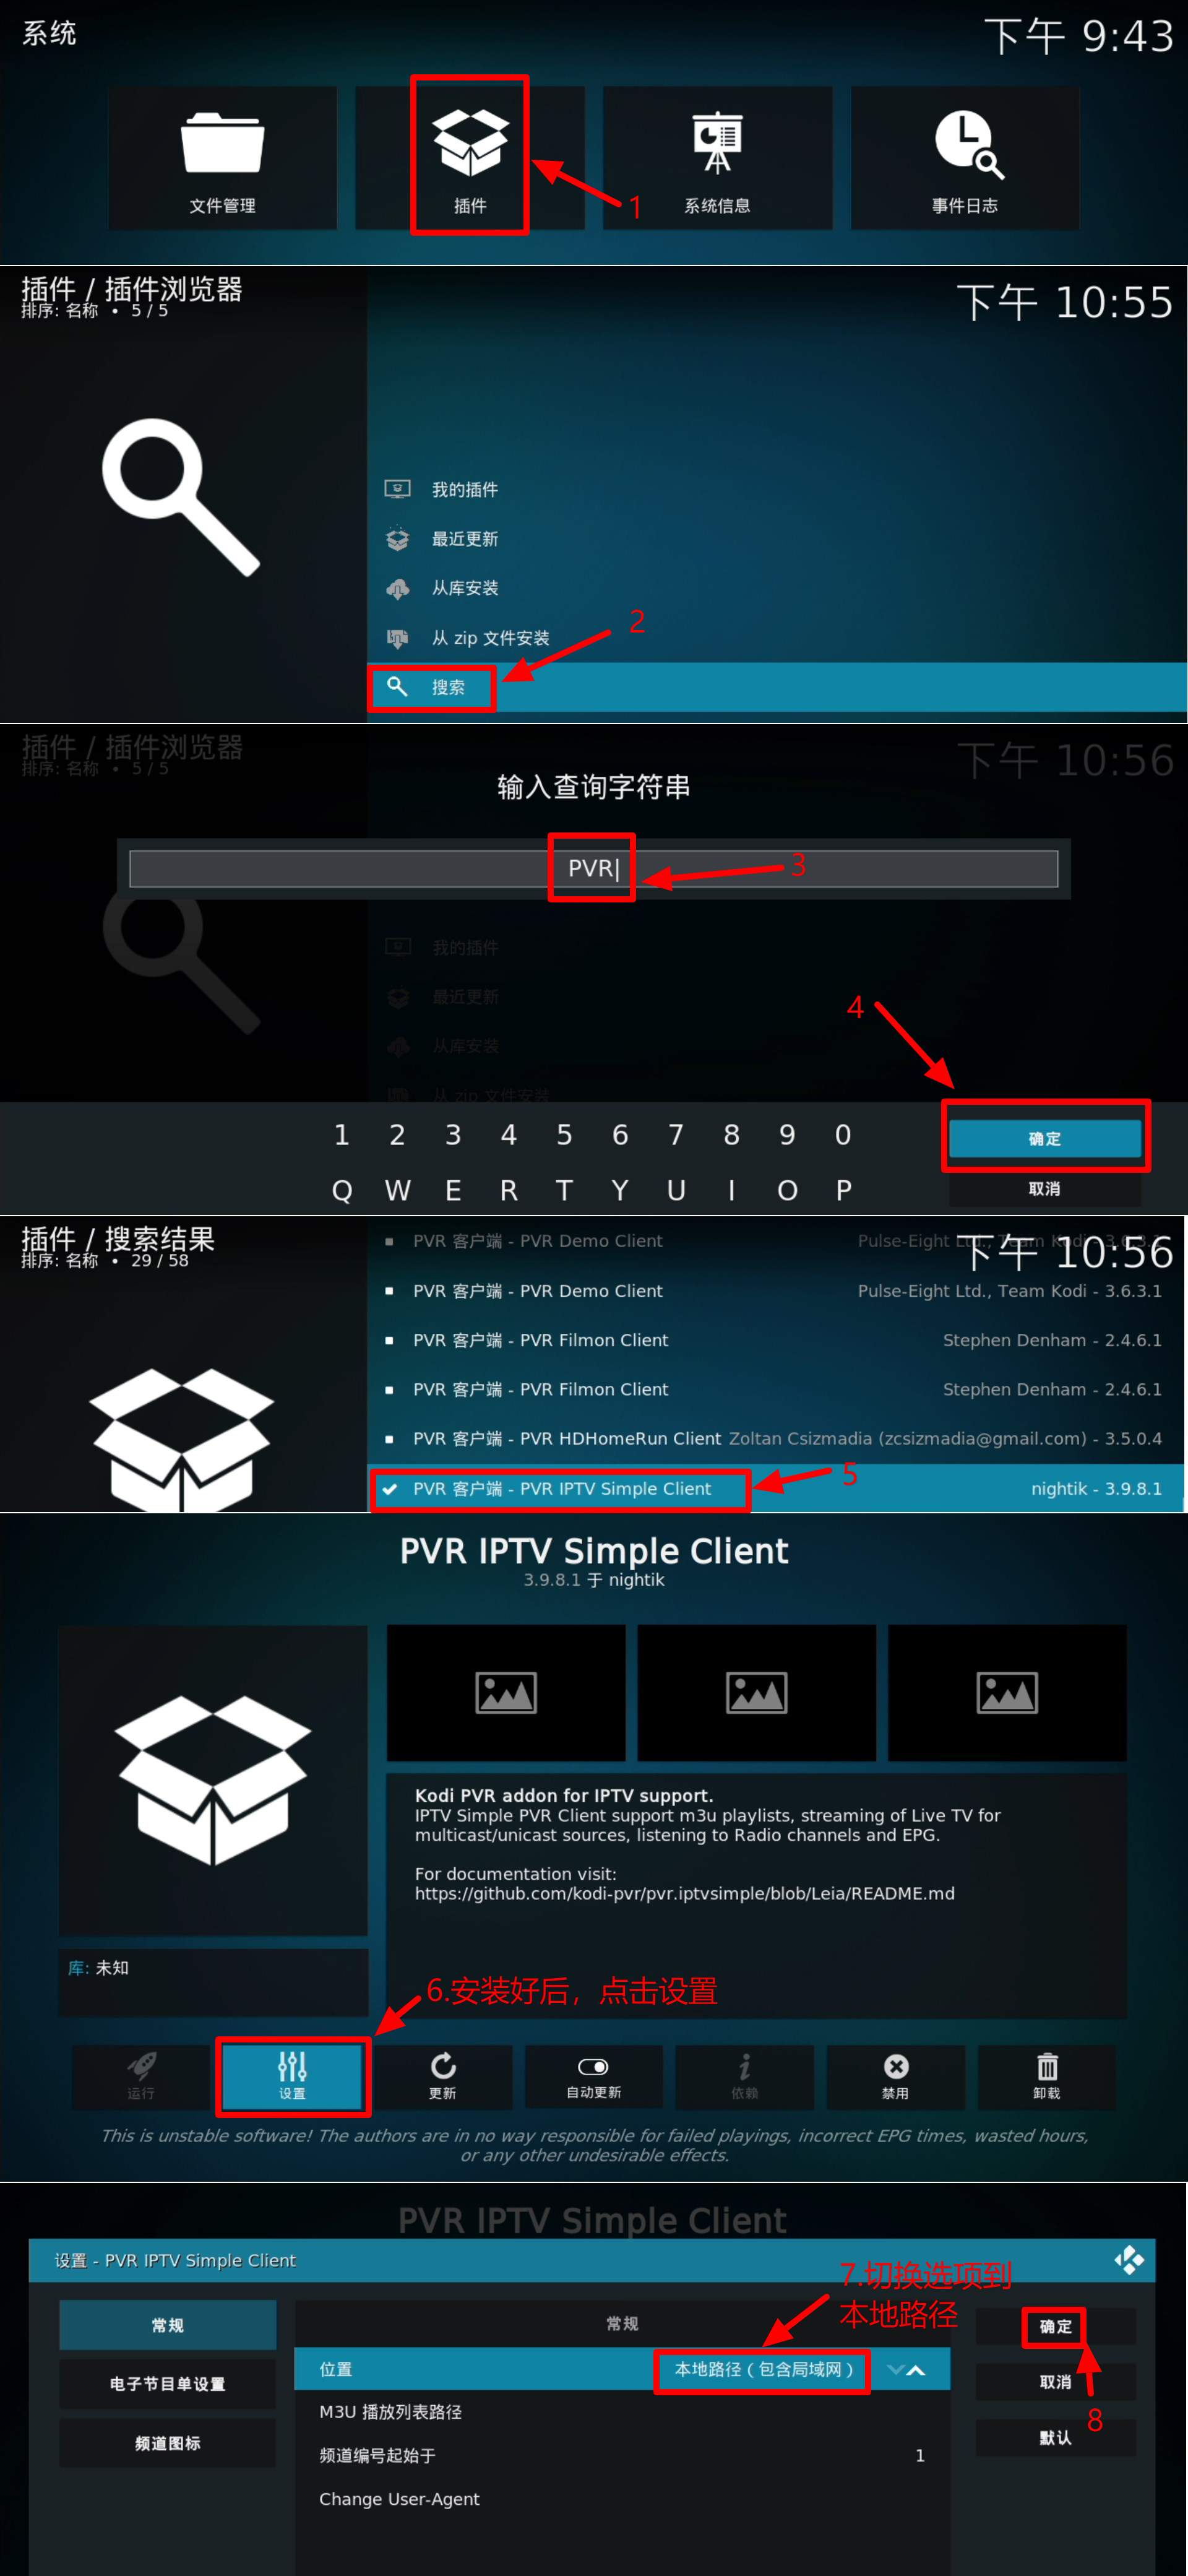 系统
下午 9:43
文件管理
插件
系统信息
事件日志
1
插件 / 插件浏览器
排序: 名称 • 5 / 5
下午 10:55
我的插件
最近更新
从库安装
从 zip 文件安装
2
搜索
插件 / 插件浏览器
排序: 名称 • 5 / 5
下午 10:56
输入查询字符串
PVR
3
我的插件
最近更新
从库安装
从 zip 文件安装
4
1 2 3 4 5 6 7 8 9 0
确定
Q W E R T Y U I O P
取消
插件 / 搜索结果
排序: 名称 • 29 / 58
下午 10:56
PVR 客户端 - PVR Demo Client Pulse-Eight Ltd., Team Kodi - 3.6.3.1
PVR 客户端 - PVR Demo Client Pulse-Eight Ltd., Team Kodi - 3.6.3.1
PVR 客户端 - PVR Filmon Client Stephen Denham - 2.4.6.1
PVR 客户端 - PVR Filmon Client Stephen Denham - 2.4.6.1
PVR 客户端 - PVR HDHomeRun Client Zoltan Csizmadia (zcsizmadia@gmail.com) - 3.5.0.4
5
PVR 客户端 - PVR IPTV Simple Client nightik - 3.9.8.1
PVR IPTV Simple Client
3.9.8.1 于 nightik
Kodi PVR addon for IPTV support.
IPTV Simple PVR Client support m3u playlists, streaming of Live TV for
multicast/unicast sources, listening to Radio channels and EPG.
For documentation visit:
https://github.com/kodi-pvr/pvr.iptvsimple/blob/Leia/README.md
库: 未知
6.安装好后，点击设置
运行
设置
更新
自动更新
依赖
禁用
卸载
This is unstable software! The authors are in no way responsible for failed playings, incorrect EPG times, wasted hours,
or any other undesirable effects.
PVR IPTV Simple Client
设置 - PVR IPTV Simple Client
7.切换选项到
本地路径
常规
常规
确定
位置
本地路径（包含局域网）
电子节目单设置
取消
M3U 播放列表路径
8
频道图标
默认
频道编号起始于 1
Change User-Agent